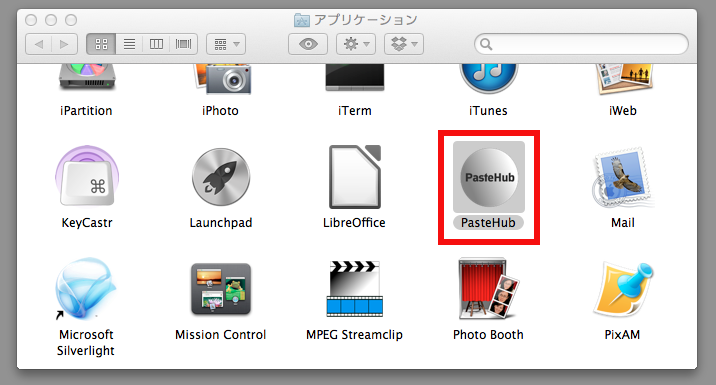 アプリケーション
iPartition
iPhoto
iTerm
iTunes
iWeb
PasteHub
KeyCastr
Launchpad
LibreOffice
PasteHub
Mail
Microsoft
Silverlight
Mission Control
MPEG Streamclip
Photo Booth
PixAM